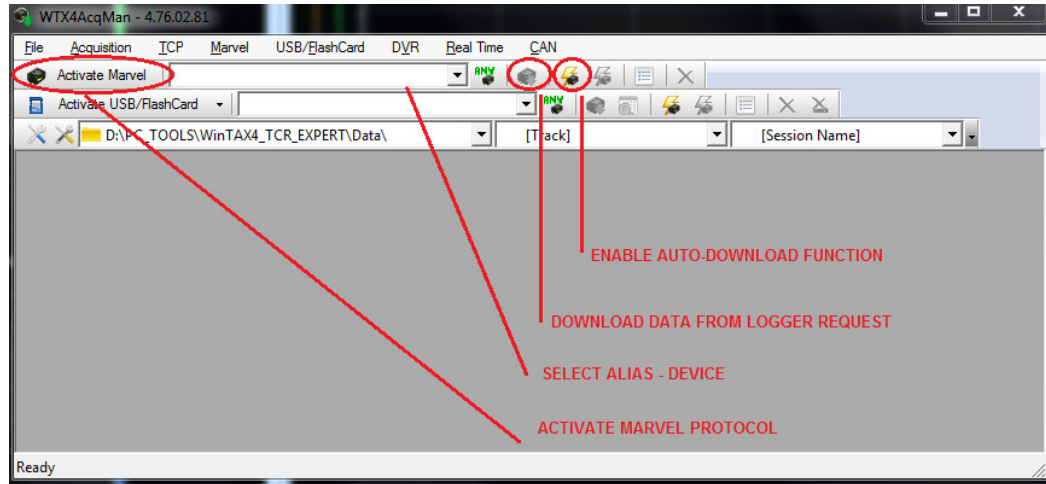 WTX4AcqMan - 4.76.02.81
File Acquisition TCP Marvel USB/FlashCard DVR Real Time CAN
Activate Marvel ANY
Activate USB/FlashCard ANY
D:\PC_TOOLS\WinTAX4_TCR_EXPERT\Data\ [Track] [Session Name]
ENABLE AUTO-DOWNLOAD FUNCTION
DOWNLOAD DATA FROM LOGGER REQUEST
SELECT ALIAS - DEVICE
ACTIVATE MARVEL PROTOCOL
Ready